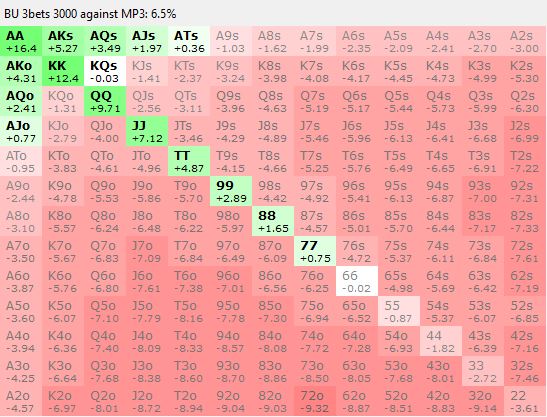 BU 3bets 3000 against MP3: 6.5%
AA AKs AQs AJs ATs A9s A8s A7s A6s A5s A4s A3s A2s
+16.4 +5.27 +3.49 +1.97 +0.36 -1.03 -1.62 -1.99 -2.35 -2.09 -2.41 -2.70 -3.00
AKo KK KQs KJs KTs K9s K8s K7s K6s K5s K4s K3s K2s
+4.31 +12.4 -0.03 -1.41 -2.37 -3.24 -3.98 -4.08 -4.17 -4.45 -4.73 -4.99 -5.30
AQo KQo QQ QJs QTs Q9s Q8s Q7s Q6s Q5s Q4s Q3s Q2s
+2.41 -1.31 +9.71 -2.56 -3.11 -3.96 -4.63 -5.19 -5.17 -5.44 -5.73 -5.99 -6.30
AJo KJo QJo JJ JTs J9s J8s J7s J6s J5s J4s J3s J2s
+0.77 -2.79 -4.00 +7.12 -3.46 -4.29 -4.89 -5.46 -5.96 -6.13 -6.41 -6.69 -6.99
ATo KTo QTo JTo TT T9s T8s T7s T6s T5s T4s T3s T2s
-0.95 -3.83 -4.61 -4.96 +4.87 -4.15 -4.66 -5.25 -5.76 -6.49 -6.65 -6.91 -7.22
A9o K9o Q9o J9o T9o 99 98s 97s 96s 95s 94s 93s 92s
-2.44 -4.78 -5.53 -5.86 -5.70 +2.89 -4.42 -4.92 -5.41 -6.13 -6.87 -7.00 -7.31
A8o K8o Q8o J8o T8o 98o 88 87s 86s 85s 84s 83s 82s
-3.10 -5.57 -6.24 -6.48 -6.22 -5.97 +1.65 -4.57 -5.01 -5.70 -6.44 -7.17 -7.33
A7o K7o Q7o J7o T7o 97o 87o 77 76s 75s 74s 73s 72s
-3.50 -5.67 -6.83 -7.09 -6.84 -6.49 -6.09 +0.75 -4.72 -5.37 -6.11 -6.84 -7.61
A6o K6o Q6o J6o T6o 96o 86o 76o 66 65s 64s 63s 62s
-3.87 -5.76 -6.80 -7.61 -7.38 -7.01 -6.56 -6.25 -0.02 -4.98 -5.69 -6.42 -7.19
A5o K5o Q5o J5o T5o 95o 85o 75o 65o 55 54s 53s 52s
-3.60 -6.07 -7.10 -7.79 -8.16 -7.78 -7.30 -6.94 -6.52 -0.87 -5.37 -6.07 -6.85
A4o K4o Q4o J4o T4o 94o 84o 74o 64o 54o 44 43s 42s
-3.94 -6.36 -7.40 -8.09 -8.33 -8.57 -8.08 -7.72 -7.28 -6.93 -1.82 -6.39 -7.16
A3o K3o Q3o J3o T3o 93o 83o 73o 63o 53o 43o 33 32s
-4.25 -6.64 -7.68 -8.38 -8.60 -8.70 -8.86 -8.50 -8.05 -7.68 -8.01 -2.72 -7.46
A2o K2o Q2o J2o T2o 92o 82o 72o 62o 52o 42o 32o 22
-4.57 -6.97 -8.01 -8.72 -8.94 -9.04 -9.03 -9.32 -8.87 -8.51 -8.83 -9.14 -3.61